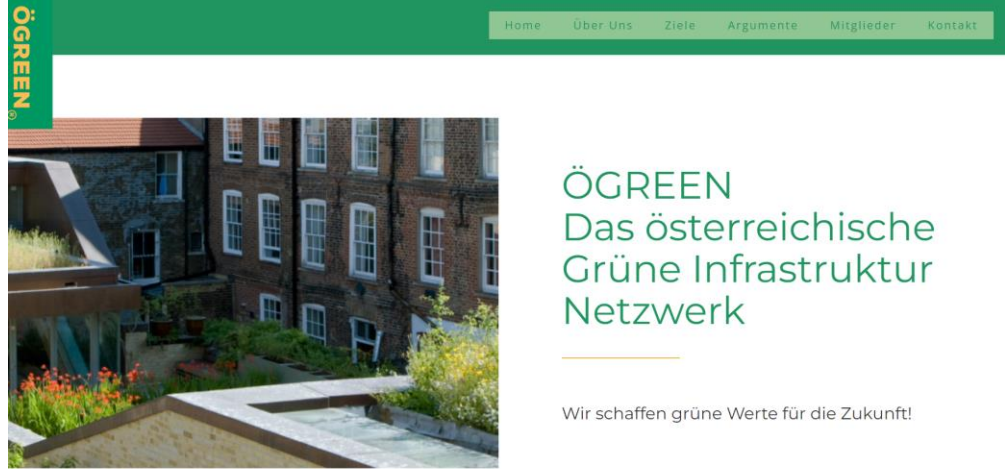 ÖGREEN®
Home Über Uns Ziele Argumente Mitglieder Kontakt
ÖGREEN
Das österreichische
Grüne Infrastruktur
Netzwerk
Wir schaffen grüne Werte für die Zukunft!